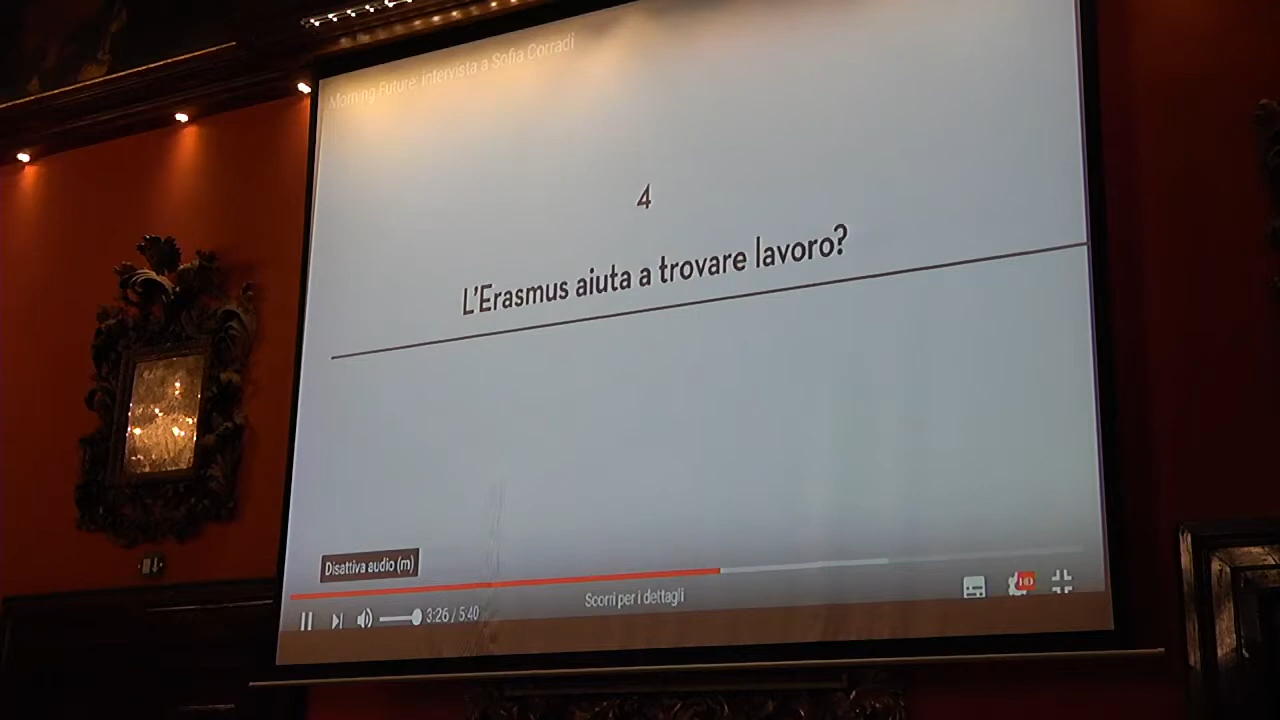 Morning Future: intervista a Sofia Corradi
4
L'Erasmus aiuta a trovare lavoro?
Disattiva audio (m)
3:26 / 5:40
Scorri per i dettagli
HD